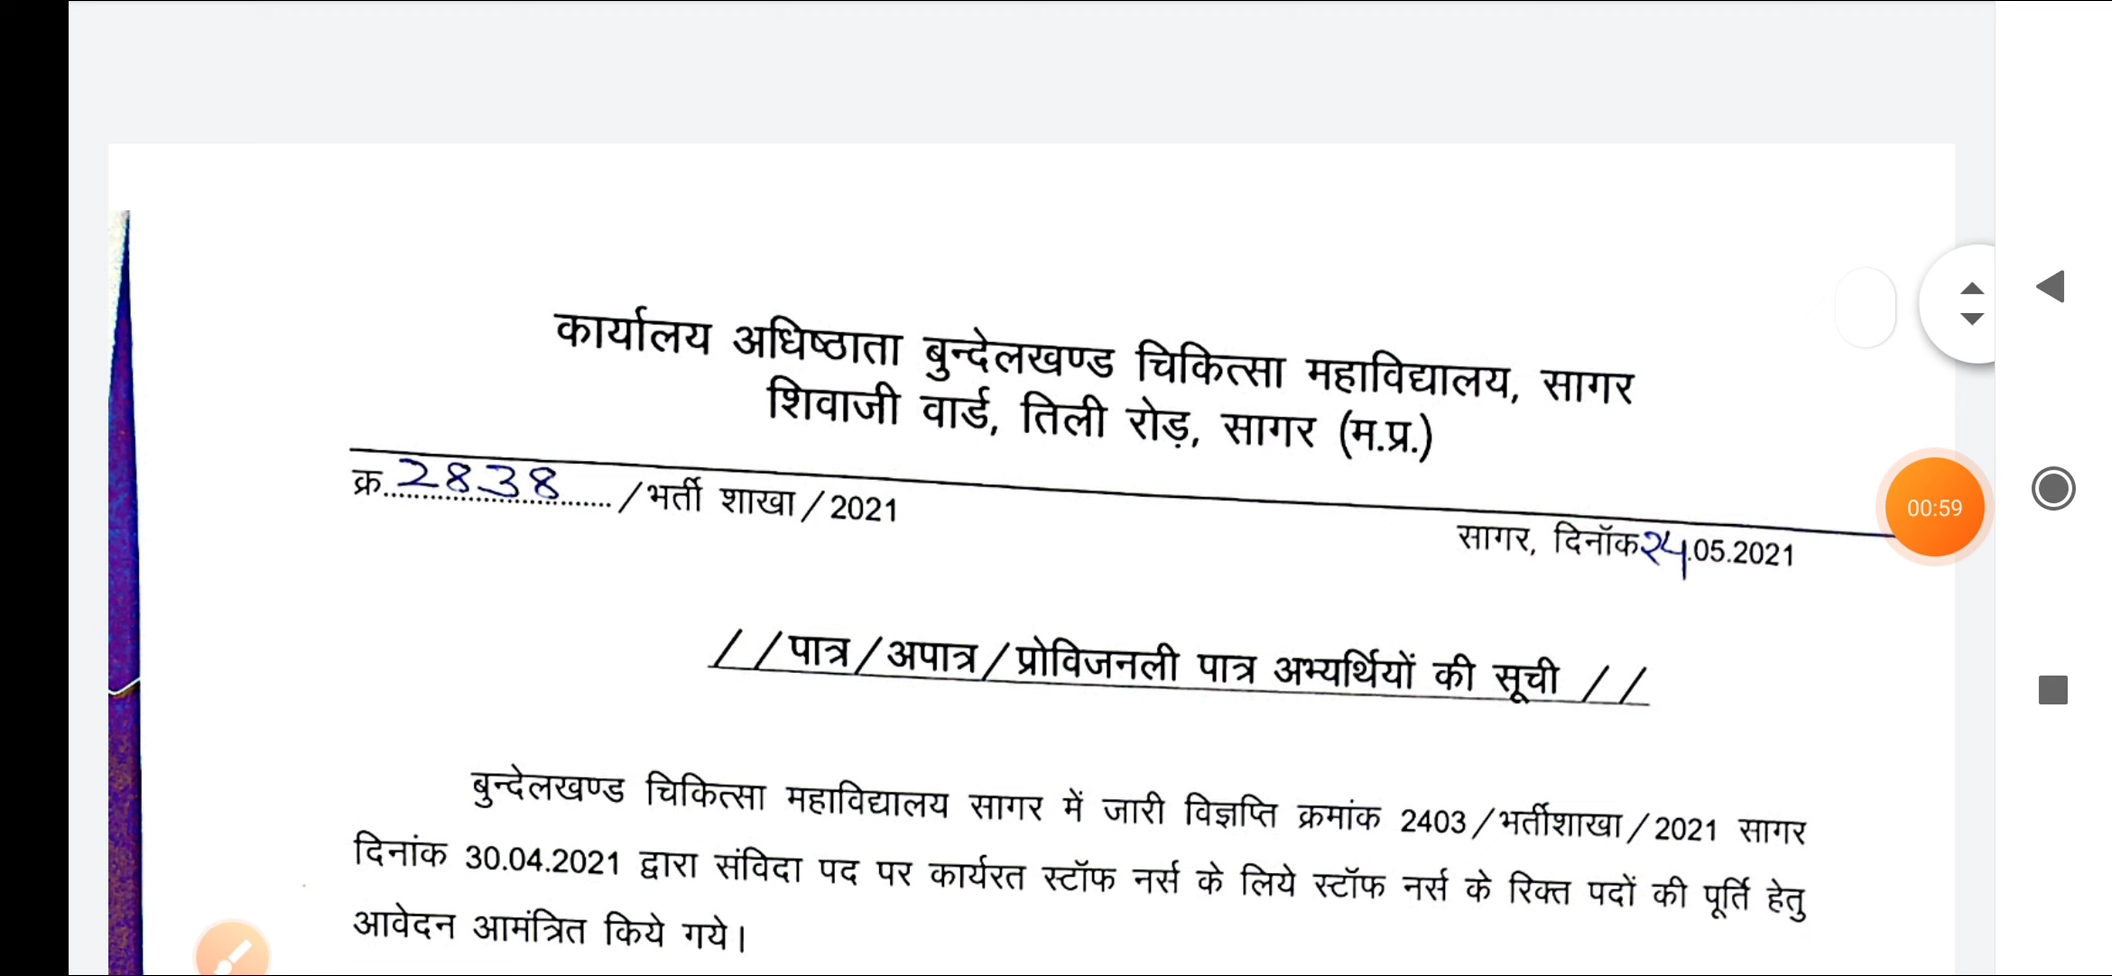 कार्यालय अधिष्ठाता बुन्देलखण्ड चिकित्सा महाविद्यालय, सागर
शिवाजी वार्ड, तिली रोड़, सागर (म.प्र.)
क्र. 2838 /भर्ती शाखा/2021
सागर, दिनॉक 24.05.2021
00:59
//पात्र/अपात्र/प्रोविजनली पात्र अभ्यर्थियों की सूची //
बुन्देलखण्ड चिकित्सा महाविद्यालय सागर में जारी विज्ञप्ति क्रमांक 2403/भर्तीशाखा/2021 सागर
दिनांक 30.04.2021 द्वारा संविदा पद पर कार्यरत स्टॉफ नर्स के लिये स्टॉफ नर्स के रिक्त पदों की पूर्ति हेतु
आवेदन आमंत्रित किये गये।